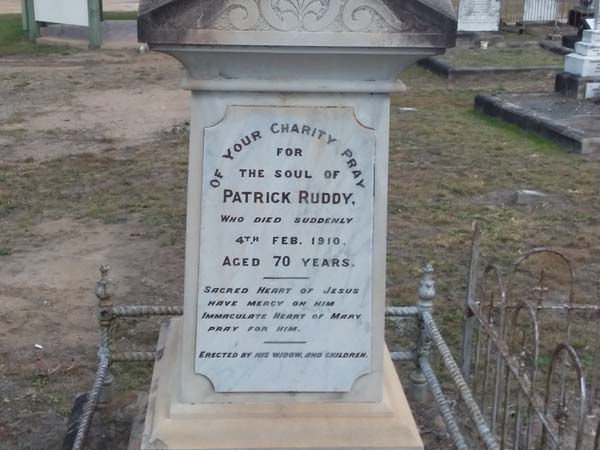 OF YOUR CHARITY PRAY
FOR
THE SOUL OF
PATRICK RUDDY,
WHO DIED SUDDENLY
4TH FEB. 1910.
AGED 70 YEARS.
SACRED HEART OF JESUS
HAVE MERCY ON HIM
IMMACULATE HEART OF MARY
PRAY FOR HIM.
ERECTED BY HIS WIDOW, AND CHILDREN.